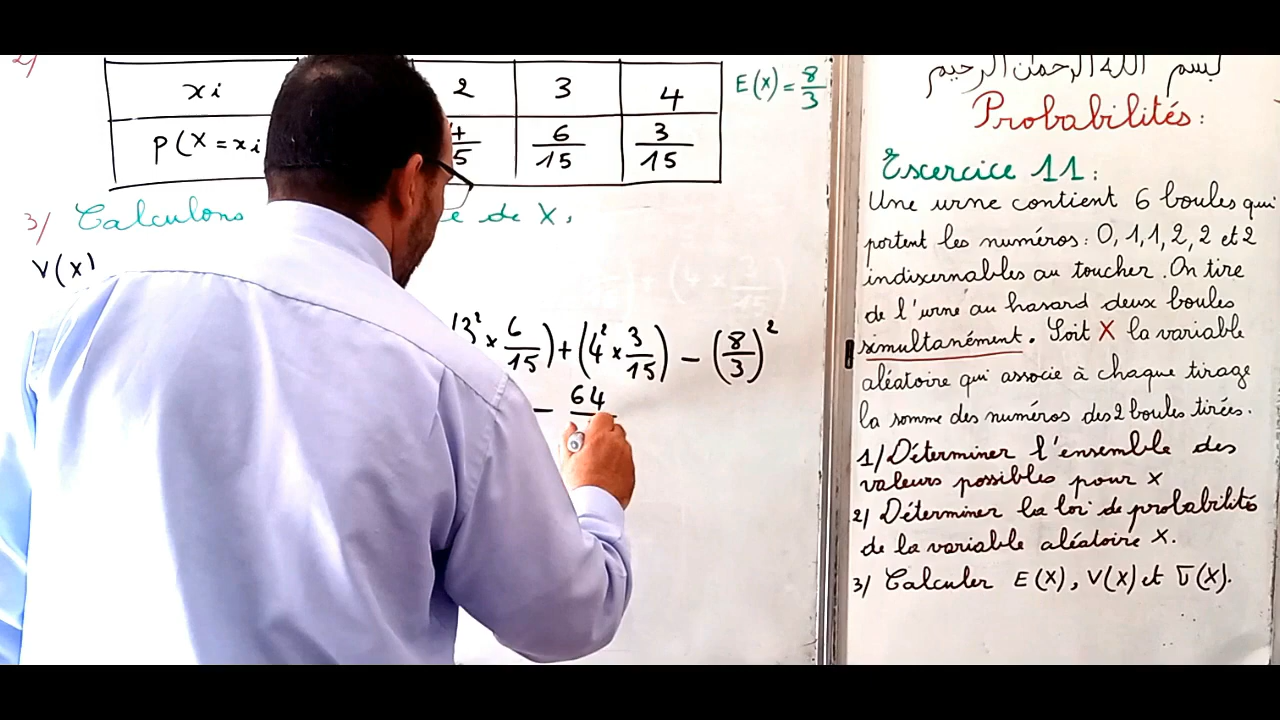 2/
xi 2 3 4
P(X = xi 4/5 6/15 3/15
E(X) = 8/3
3/ Calculons e de X,
V(X)
(3² × 6/15) + (4² × 3/15) − (8/3)²
− 64
بسم الله الرحمان الرحيم
Probabilités :
Escercice 11 :
Une urne contient 6 boules qui
portent les numéros : 0, 1, 1, 2, 2 et 2
indiscernables au toucher. On tire
de l'urne au hasard deux boules
simultanément. Soit X la variable
aléatoire qui associe à chaque tirage
la somme des numéros des 2 boules tirées.
1/ Déterminer l'ensemble des
valeurs possibles pour X
2/ Déterminer la loi de probabilité
de la variable aléatoire X.
3/ Calculer E(X), V(X) et σ(X).